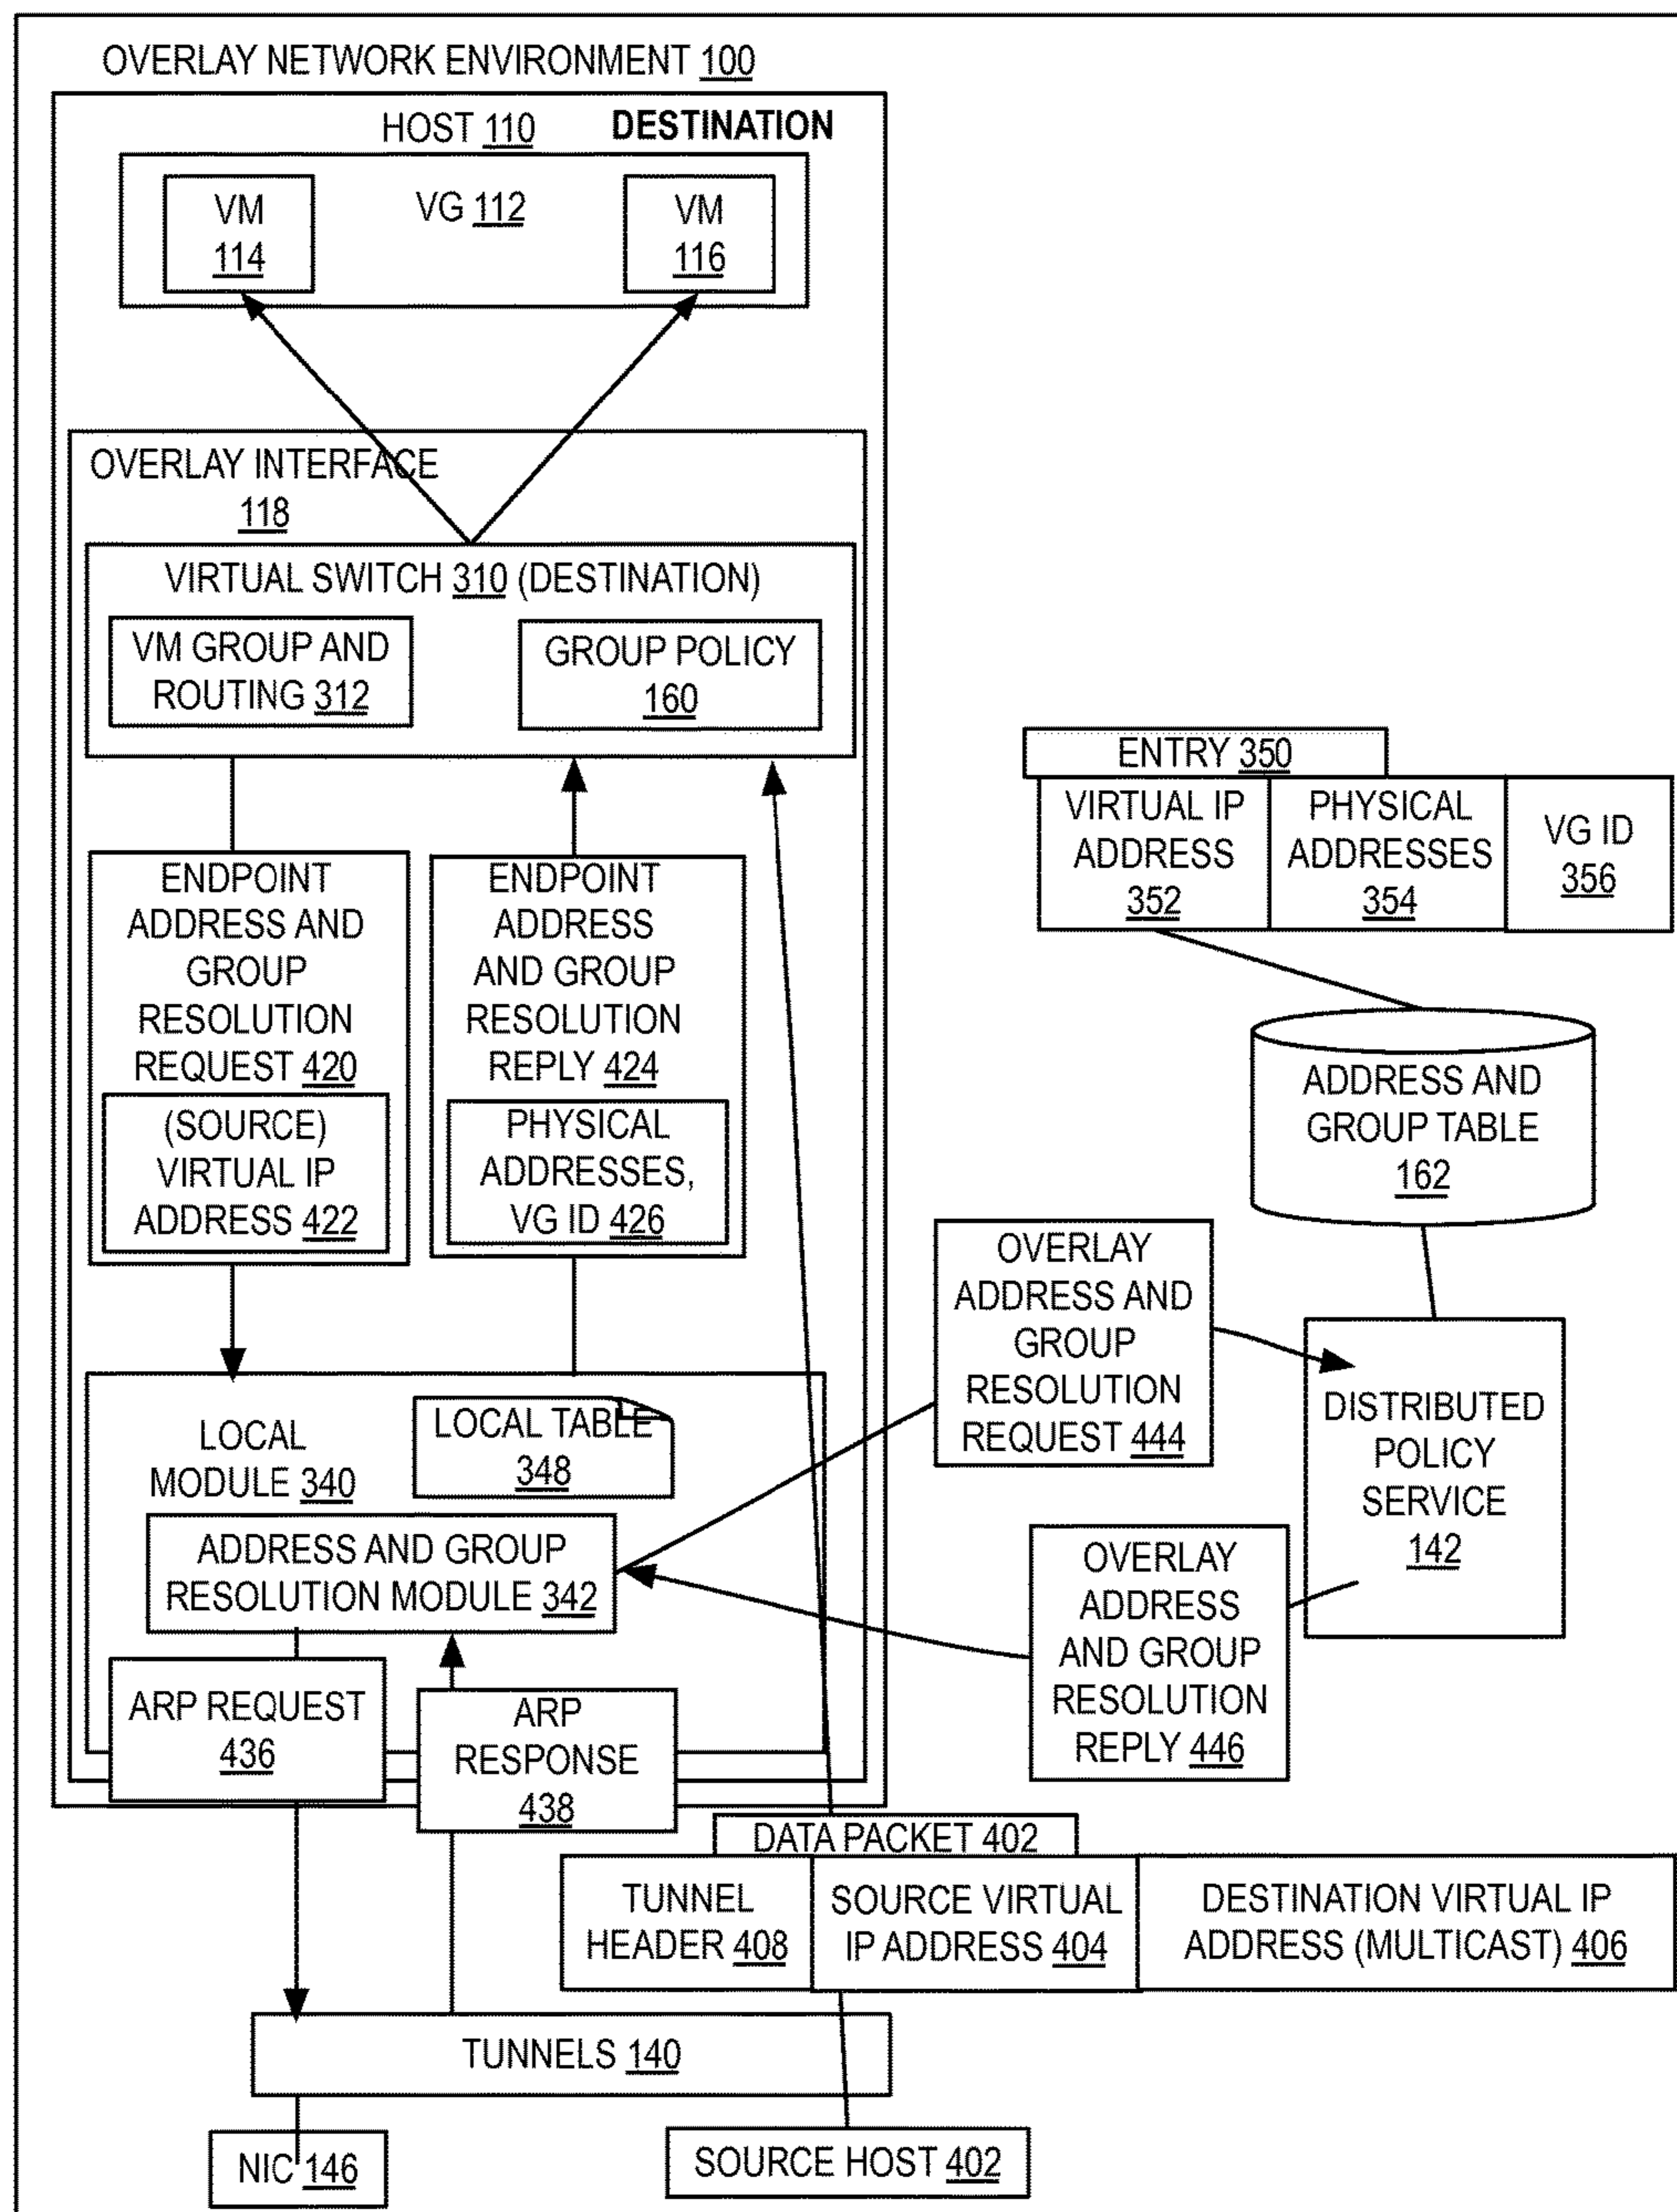 OVERLAY NETWORK ENVIRONMENT 100
HOST 110
DESTINATION
VM
114
VG 112
VM
116
OVERLAY INTERFACE
118
VIRTUAL SWITCH 310 (DESTINATION)
VM GROUP AND
ROUTING 312
GROUP POLICY
160
ENTRY 350
VIRTUAL IP
ADDRESS
352
PHYSICAL
ADDRESSES
354
VG ID
356
ENDPOINT
ADDRESS AND
GROUP
RESOLUTION
REQUEST 420
(SOURCE)
VIRTUAL IP
ADDRESS 422
ENDPOINT
ADDRESS
AND GROUP
RESOLUTION
REPLY 424
PHYSICAL
ADDRESSES,
VG ID 426
ADDRESS AND
GROUP TABLE
162
OVERLAY
ADDRESS AND
GROUP
RESOLUTION
REQUEST 444
DISTRIBUTED
POLICY
SERVICE
142
LOCAL
MODULE 340
LOCAL TABLE
348
ADDRESS AND GROUP
RESOLUTION MODULE 342
OVERLAY
ADDRESS
AND GROUP
RESOLUTION
REPLY 446
ARP REQUEST
436
ARP
RESPONSE
438
DATA PACKET 402
TUNNEL
HEADER 408
SOURCE VIRTUAL
IP ADDRESS 404
DESTINATION VIRTUAL IP
ADDRESS (MULTICAST) 406
TUNNELS 140
NIC 146
SOURCE HOST 402